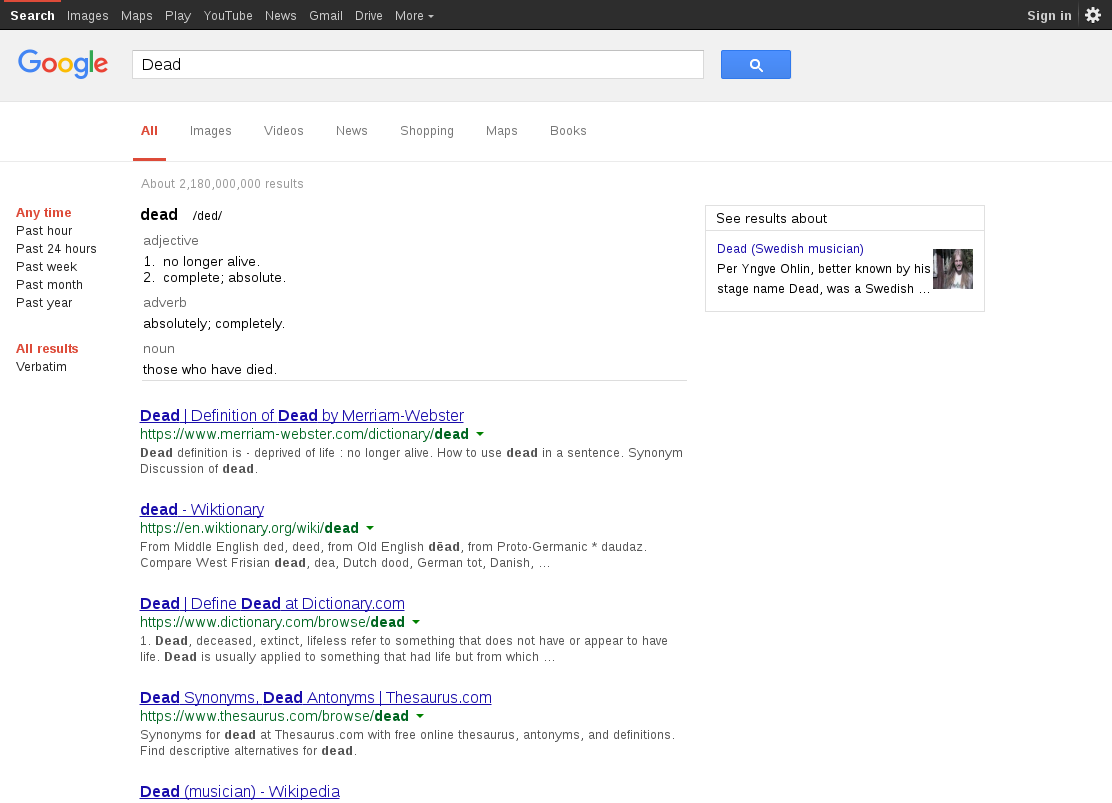 Search Images Maps Play YouTube News Gmail Drive More Sign in
Google
Dead
All Images Videos News Shopping Maps Books
About 2,180,000,000 results
Any time
Past hour
Past 24 hours
Past week
Past month
Past year
All results
Verbatim
dead /ded/
adjective
1. no longer alive.
2. complete; absolute.
adverb
absolutely; completely.
noun
those who have died.
Dead | Definition of Dead by Merriam-Webster
https://www.merriam-webster.com/dictionary/dead
Dead definition is - deprived of life : no longer alive. How to use dead in a sentence. Synonym
Discussion of dead.
dead - Wiktionary
https://en.wiktionary.org/wiki/dead
From Middle English ded, deed, from Old English dēad, from Proto-Germanic * daudaz.
Compare West Frisian dead, dea, Dutch dood, German tot, Danish, ...
Dead | Define Dead at Dictionary.com
https://www.dictionary.com/browse/dead
1. Dead, deceased, extinct, lifeless refer to something that does not have or appear to have
life. Dead is usually applied to something that had life but from which ...
Dead Synonyms, Dead Antonyms | Thesaurus.com
https://www.thesaurus.com/browse/dead
Synonyms for dead at Thesaurus.com with free online thesaurus, antonyms, and definitions.
Find descriptive alternatives for dead.
Dead (musician) - Wikipedia
See results about
Dead (Swedish musician)
Per Yngve Ohlin, better known by his
stage name Dead, was a Swedish ...